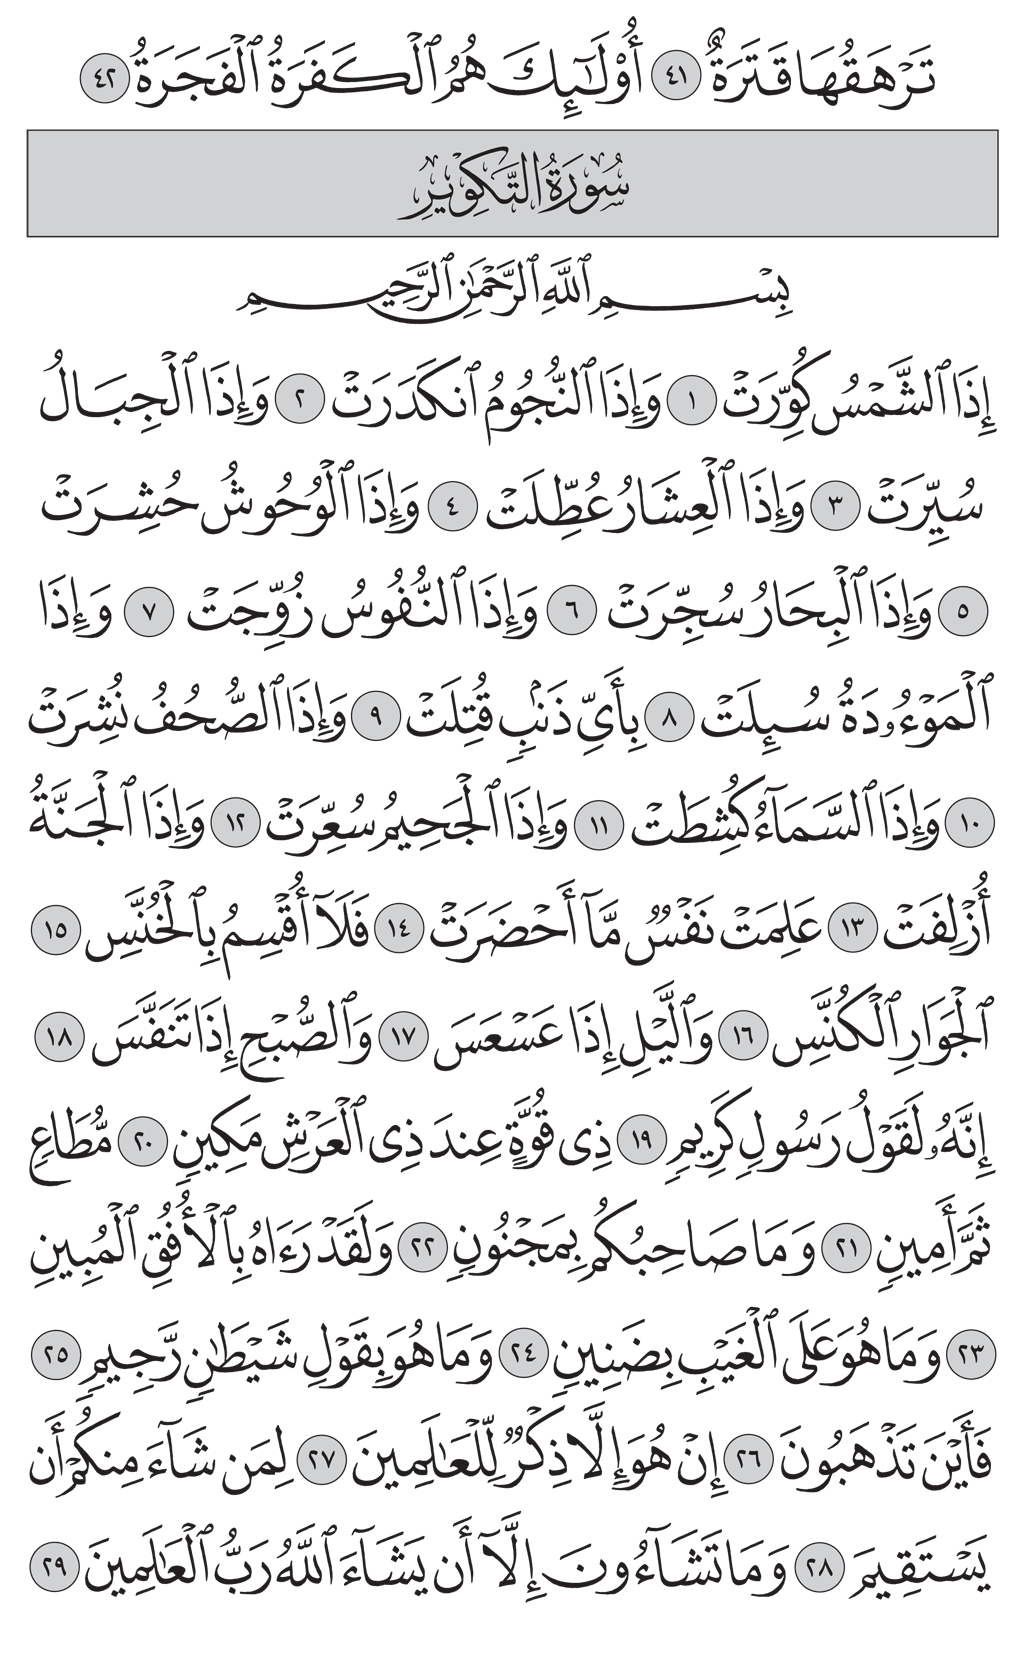 تَرۡهَقُهَا قَتَرَةٌ ٤١ أُوْلَٰٓئِكَ هُمُ ٱلۡكَفَرَةُ ٱلۡفَجَرَةُ ٤٢
سُورَةُ التَّكۡوِيرِ
بِسۡمِ ٱللَّهِ ٱلرَّحۡمَٰنِ ٱلرَّحِيمِ
إِذَا ٱلشَّمۡسُ كُوِّرَتۡ ١ وَإِذَا ٱلنُّجُومُ ٱنكَدَرَتۡ ٢ وَإِذَا ٱلۡجِبَالُ
سُيِّرَتۡ ٣ وَإِذَا ٱلۡعِشَارُ عُطِّلَتۡ ٤ وَإِذَا ٱلۡوُحُوشُ حُشِرَتۡ
٥ وَإِذَا ٱلۡبِحَارُ سُجِّرَتۡ ٦ وَإِذَا ٱلنُّفُوسُ زُوِّجَتۡ ٧ وَإِذَا
ٱلۡمَوۡءُۥدَةُ سُئِلَتۡ ٨ بِأَيِّ ذَنۢبٖ قُتِلَتۡ ٩ وَإِذَا ٱلصُّحُفُ نُشِرَتۡ
١٠ وَإِذَا ٱلسَّمَآءُ كُشِطَتۡ ١١ وَإِذَا ٱلۡجَحِيمُ سُعِّرَتۡ ١٢ وَإِذَا ٱلۡجَنَّةُ
أُزۡلِفَتۡ ١٣ عَلِمَتۡ نَفۡسٞ مَّآ أَحۡضَرَتۡ ١٤ فَلَآ أُقۡسِمُ بِٱلۡخُنَّسِ ١٥
ٱلۡجَوَارِ ٱلۡكُنَّسِ ١٦ وَٱلَّيۡلِ إِذَا عَسۡعَسَ ١٧ وَٱلصُّبۡحِ إِذَا تَنَفَّسَ ١٨
إِنَّهُۥ لَقَوۡلُ رَسُولٖ كَرِيمٖ ١٩ ذِي قُوَّةٍ عِندَ ذِي ٱلۡعَرۡشِ مَكِينٖ ٢٠ مُّطَاعٖ
ثَمَّ أَمِينٖ ٢١ وَمَا صَاحِبُكُم بِمَجۡنُونٖ ٢٢ وَلَقَدۡ رَءَاهُ بِٱلۡأُفُقِ ٱلۡمُبِينِ
٢٣ وَمَا هُوَ عَلَى ٱلۡغَيۡبِ بِضَنِينٖ ٢٤ وَمَا هُوَ بِقَوۡلِ شَيۡطَٰنٖ رَّجِيمٖ ٢٥
فَأَيۡنَ تَذۡهَبُونَ ٢٦ إِنۡ هُوَ إِلَّا ذِكۡرٞ لِّلۡعَٰلَمِينَ ٢٧ لِمَن شَآءَ مِنكُمۡ أَن
يَسۡتَقِيمَ ٢٨ وَمَا تَشَآءُونَ إِلَّآ أَن يَشَآءَ ٱللَّهُ رَبُّ ٱلۡعَٰلَمِينَ ٢٩